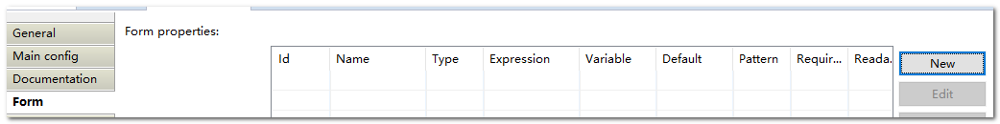 General
Main config
Documentation
Form
Form properties:
Id Name Type Expression Variable Default Pattern Requir... Reada.
New
Edit